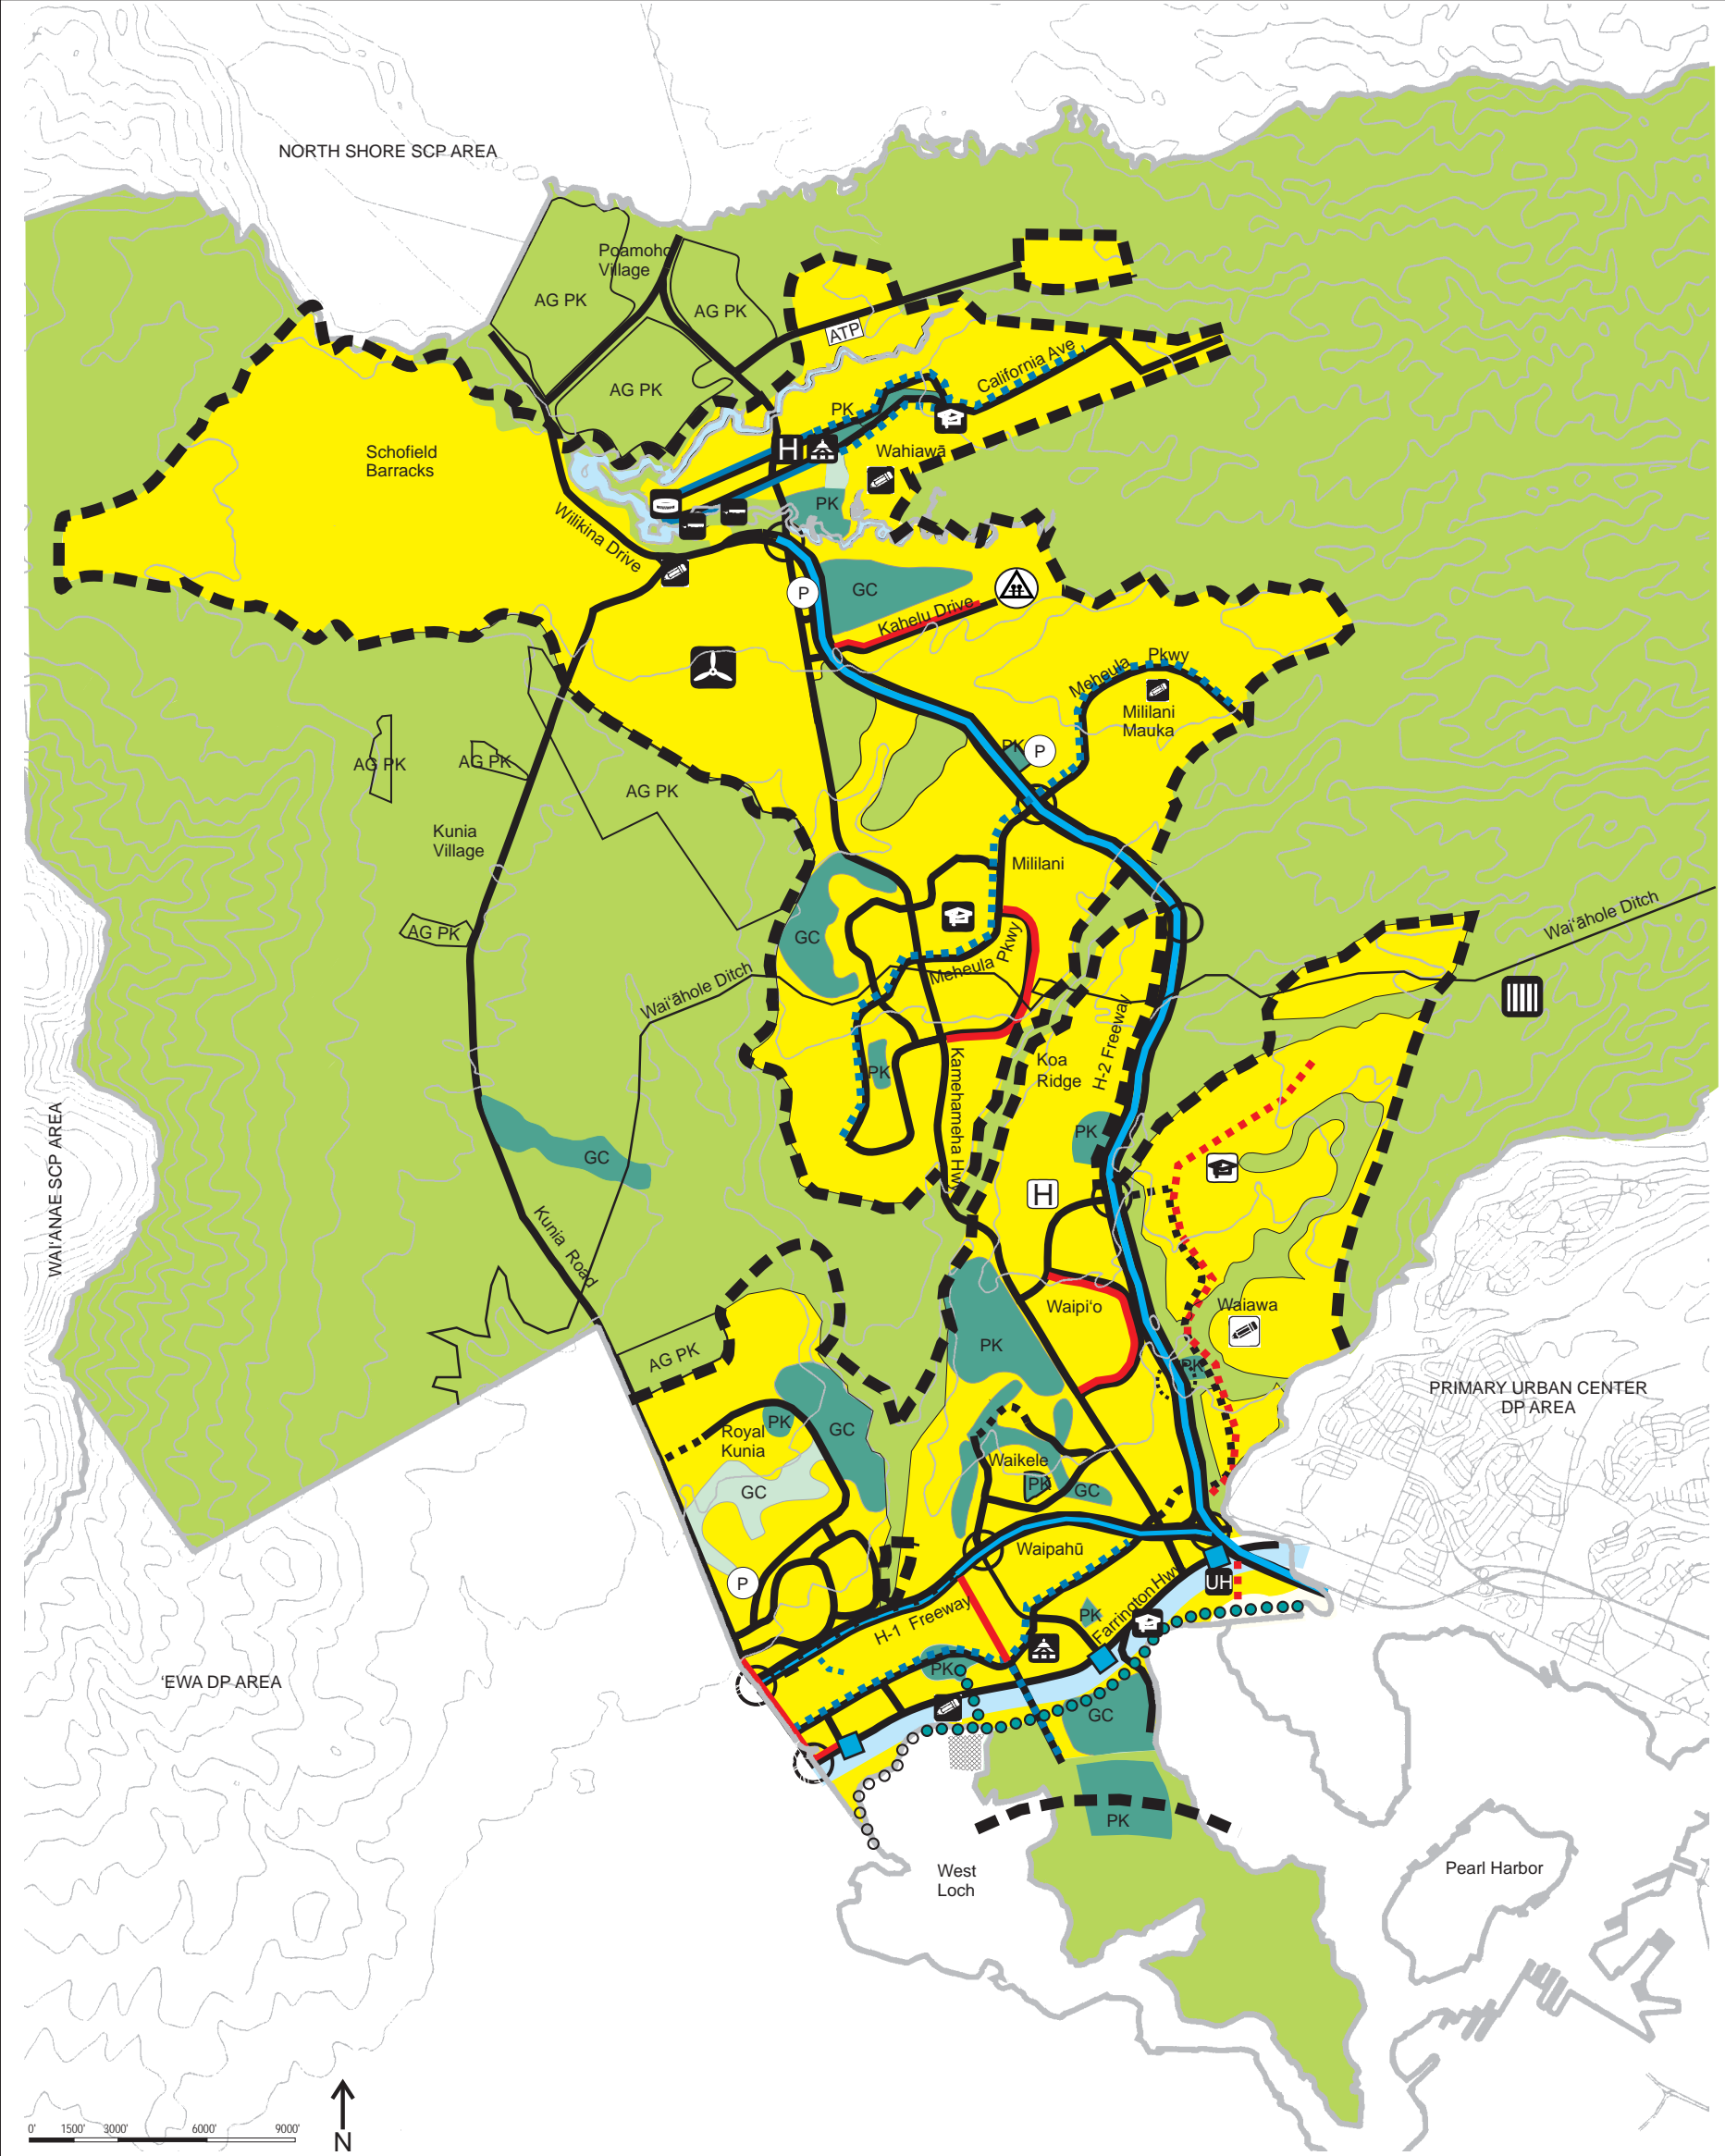 NORTH SHORE SCP AREA
Poamoho
Village
AG PK
AG PK
AG PK
ATP
California Ave
PK
H
Wahiawā
Schofield
Barracks
PK
Wilikina Drive
P
GC
Kahelu Drive
Meheula Pkwy
Mililani
Mauka
PK
P
AG PK
AG PK
AG PK
Kunia
Village
Mililani
AG PK
GC
Meheula Pkwy
Wai‘āhole Ditch
Wai‘āhole Ditch
H-2 Freeway
Koa
Ridge
PK
Kamehameha Hwy
PK
GC
WAI‘ANAE SCP AREA
H
Kunia Road
Waipi‘o
Waiawa
PK
AG PK
PK
PRIMARY URBAN CENTER
DP AREA
PK
GC
Royal
Kunia
Waikele
PK
GC
GC
Waipahū
P
UH
H-1 Freeway
PK
Farrington Hw
PK
‘EWA DP AREA
GC
PK
West
Loch
Pearl Harbor
0' 1500' 3000' 6000' 9000'
N